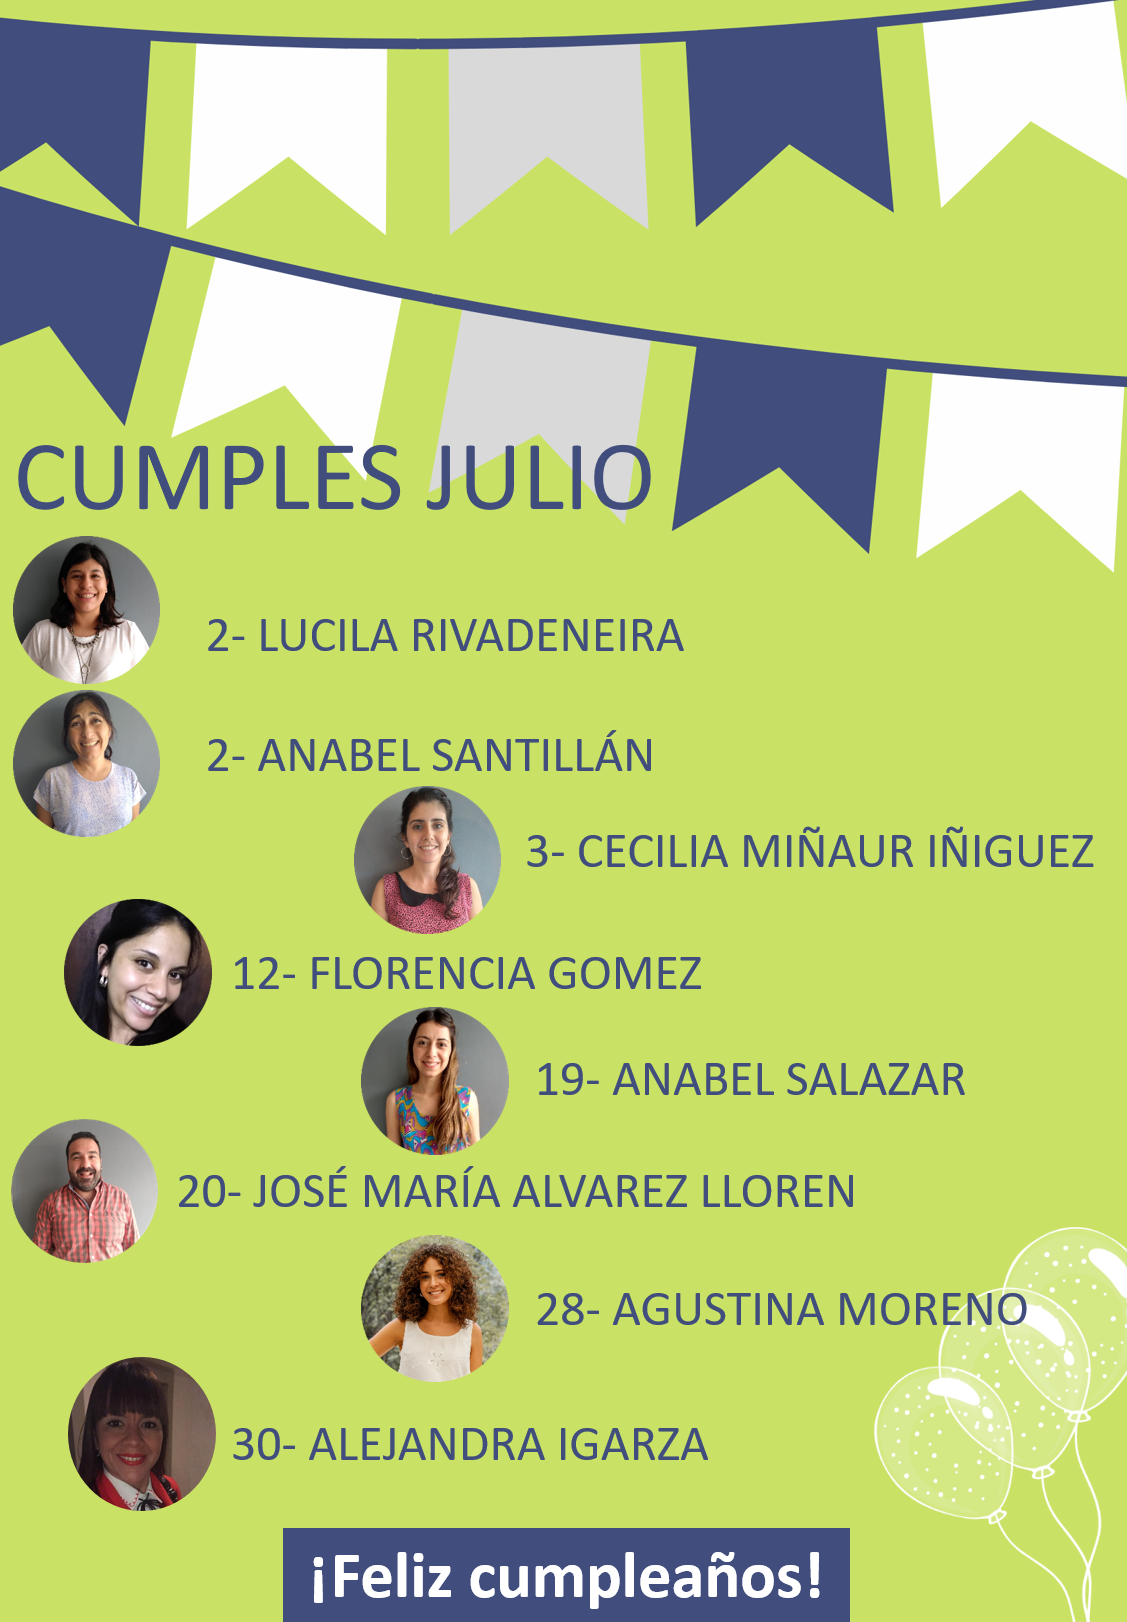 CUMPLES JULIO
2- LUCILA RIVADENEIRA
2- ANABEL SANTILLÁN
3- CECILIA MIÑAUR IÑIGUEZ
12- FLORENCIA GOMEZ
19- ANABEL SALAZAR
20- JOSÉ MARÍA ALVAREZ LLOREN
28- AGUSTINA MORENO
30- ALEJANDRA IGARZA
¡Feliz cumpleaños!